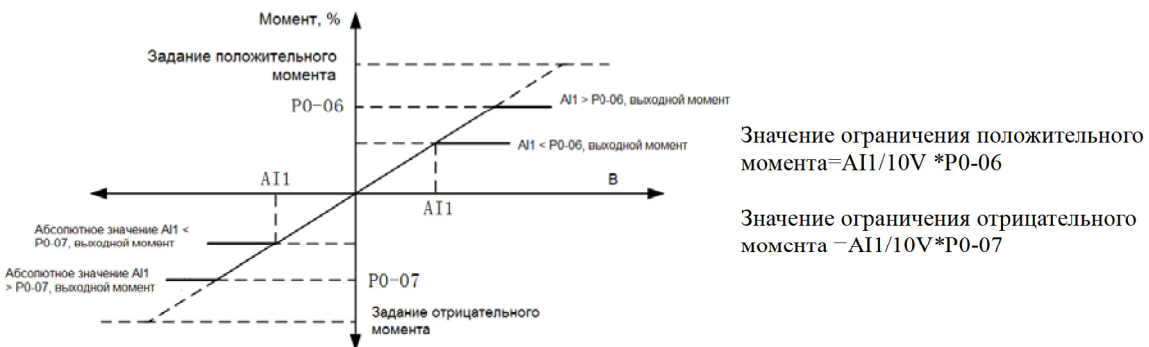 Момент, %
Задание положительного
момента
P0-06
AI1 > P0-06, выходной момент
AI1 < P0-06, выходной момент
AI1
В
AI1
Абсолютное значение AI1 <
P0-07, выходной момент
Абсолютное значение AI1
> P0-07, выходной момент
P0-07
Задание отрицательного
момента
Значение ограничения положительного
момента=AI1/10V *P0-06
Значение ограничения отрицательного
момента =AI1/10V*P0-07